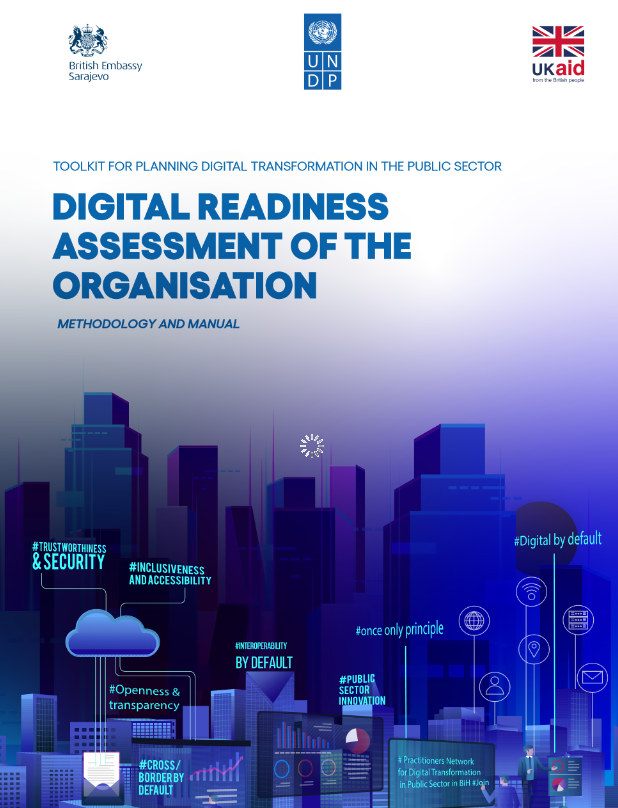 British Embassy
Sarajevo
U N
D P
UKaid
from the British people
TOOLKIT FOR PLANNING DIGITAL TRANSFORMATION IN THE PUBLIC SECTOR
DIGITAL READINESS
ASSESSMENT OF THE
ORGANISATION
METHODOLOGY AND MANUAL
#Digital by default
#TRUSTWORTHINESS
& SECURITY
#INCLUSIVENESS
AND ACCESSIBILITY
#once only principle
#INTEROPERABILITY
BY DEFAULT
#PUBLIC
SECTOR
INNOVATION
#Openness &
transparency
#CROSS/
BORDER BY
DEFAULT
# Practitioners Network
for Digital Transformation
in Public Sector in BiH #Join